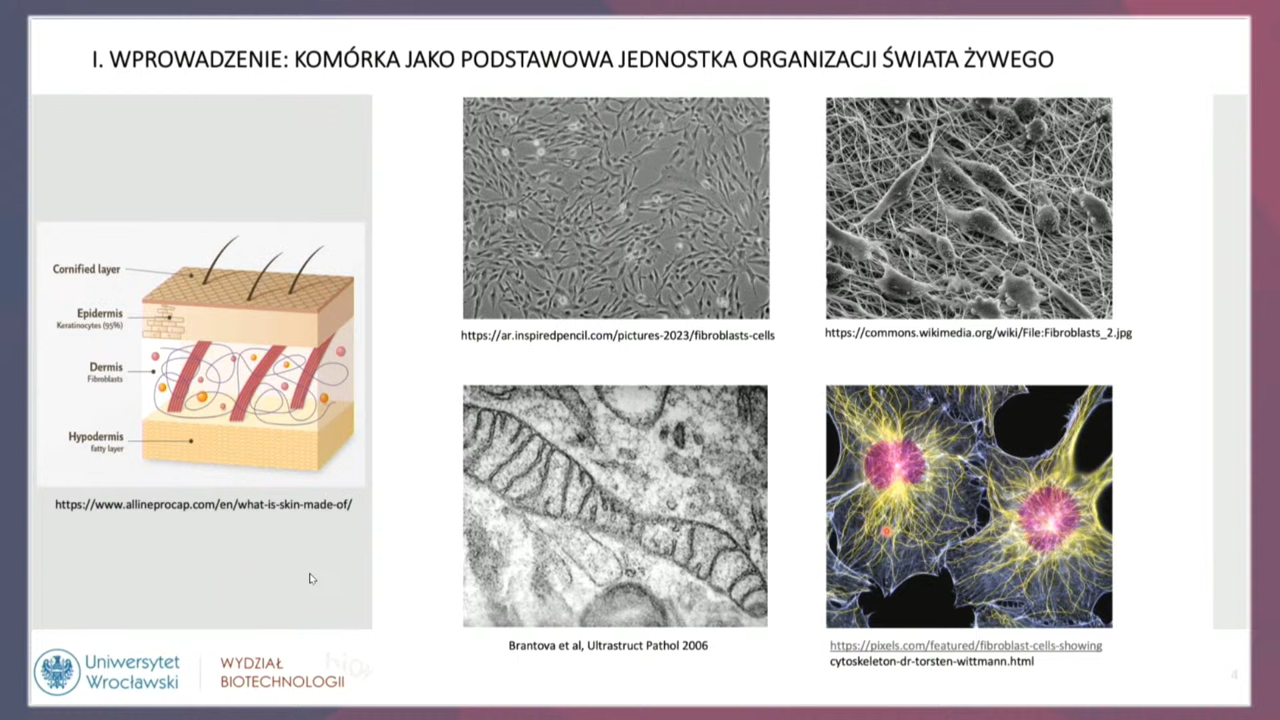 I. WPROWADZENIE: KOMÓRKA JAKO PODSTAWOWA JEDNOSTKA ORGANIZACJI ŚWIATA ŻYWEGO
Cornified layer
Epidermis
Keratinocytes (95%)
Dermis
Fibroblasts
Hypodermis
fatty layer
https://www.allineprocap.com/en/what-is-skin-made-of/
https://ar.inspiredpencil.com/pictures-2023/fibroblasts-cells
https://commons.wikimedia.org/wiki/File:Fibroblasts_2.jpg
Brantova et al, Ultrastruct Pathol 2006
https://pixels.com/featured/fibroblast-cells-showing
cytoskeleton-dr-torsten-wittmann.html
Uniwersytet
Wrocławski
WYDZIAŁ
BIOTECHNOLOGII
4